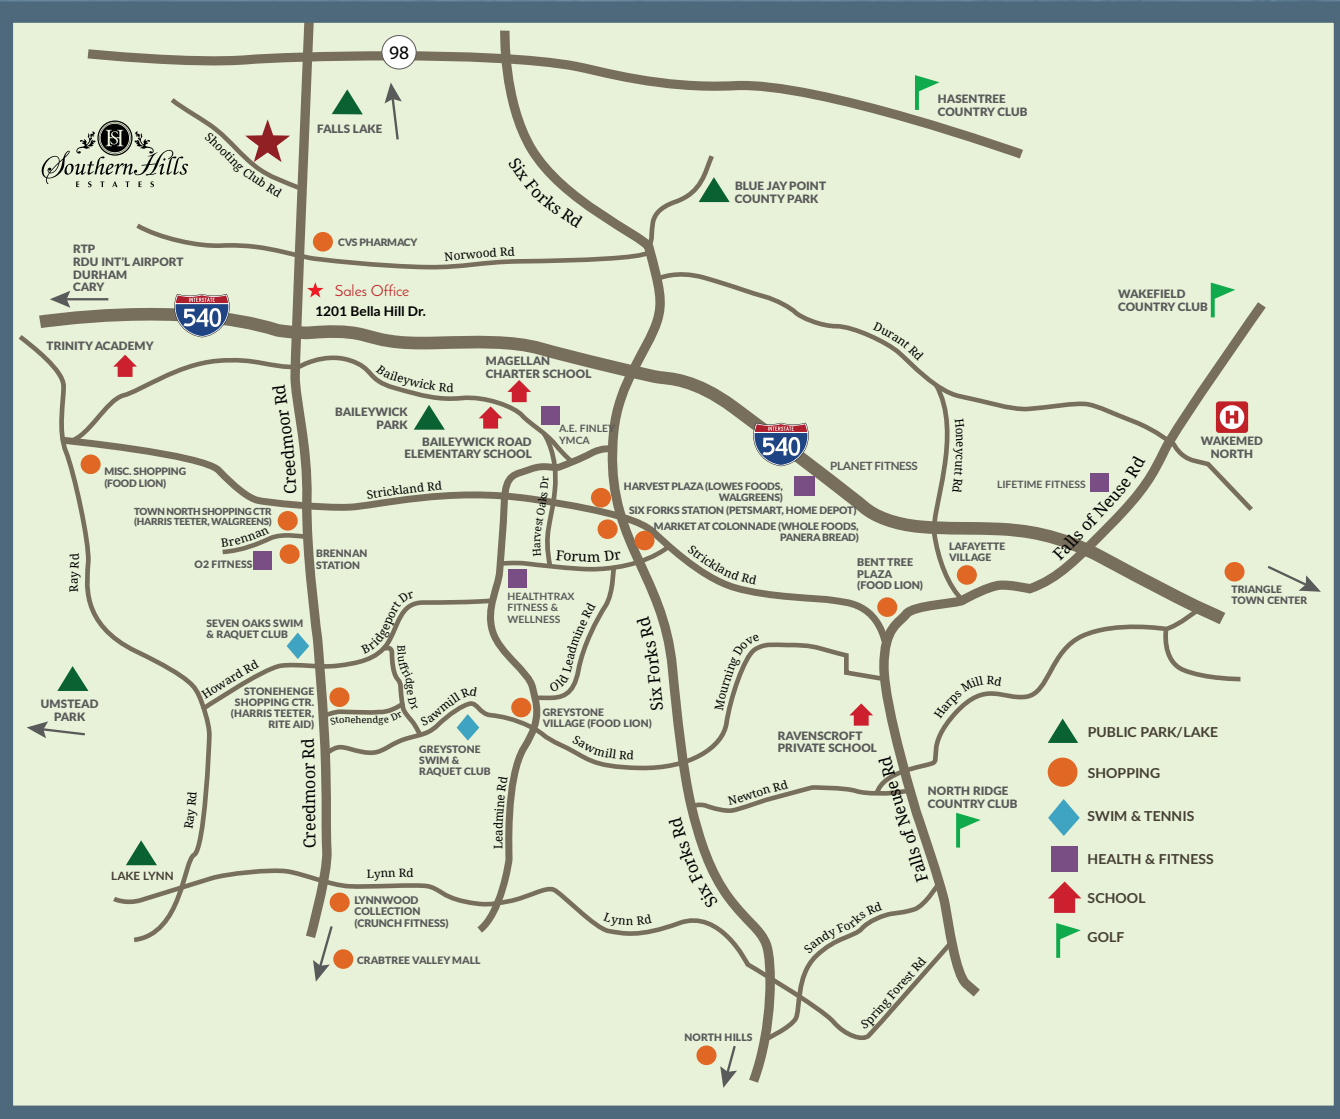 98
FALLS LAKE
HASENTREE
COUNTRY CLUB
SH
Southern Hills
ESTATES
Shooting Club Rd
Six Forks Rd
BLUE JAY POINT
COUNTY PARK
CVS PHARMACY
Norwood Rd
RTP
RDU INT'L AIRPORT
DURHAM
CARY
INTERSTATE
540
Sales Office
1201 Bella Hill Dr.
WAKEFIELD
COUNTRY CLUB
Durant Rd
TRINITY ACADEMY
MAGELLAN
CHARTER SCHOOL
Baileywick Rd
BAILEYWICK
PARK
BAILEYWICK ROAD
ELEMENTARY SCHOOL
A.E. FINLEY
YMCA
Creedmoor Rd
INTERSTATE
540
Honeycutt Rd
H
WAKEMED
NORTH
MISC. SHOPPING
(FOOD LION)
Strickland Rd
PLANET FITNESS
LIFETIME FITNESS
Falls of Neuse Rd
HARVEST PLAZA (LOWES FOODS,
WALGREENS)
SIX FORKS STATION (PETSMART, HOME DEPOT)
MARKET AT COLONNADE (WHOLE FOODS,
PANERA BREAD)
TOWN NORTH SHOPPING CTR
(HARRIS TEETER, WALGREENS)
Brennan
O2 FITNESS
BRENNAN
STATION
Harvest Oaks Dr
Forum Dr
Strickland Rd
LAFAYETTE
VILLAGE
BENT TREE
PLAZA
(FOOD LION)
TRIANGLE
TOWN CENTER
Ray Rd
HEALTHTRAX
FITNESS &
WELLNESS
SEVEN OAKS SWIM
& RAQUET CLUB
Bridgeport Dr
Bluffridge Dr
Old Leadmine Rd
Six Forks Rd
Mourning Dove
Howard Rd
Harps Mill Rd
UMSTEAD
PARK
STONEHENGE
SHOPPING CTR.
(HARRIS TEETER,
RITE AID)
Stonehendge Dr
Sawmill Rd
GREYSTONE
VILLAGE (FOOD LION)
GREYSTONE
SWIM &
RAQUET CLUB
Sawmill Rd
RAVENSCROFT
PRIVATE SCHOOL
PUBLIC PARK/LAKE
SHOPPING
SWIM & TENNIS
HEALTH & FITNESS
SCHOOL
GOLF
Creedmoor Rd
Ray Rd
Leadmine Rd
Newton Rd
Falls of Neuse Rd
NORTH RIDGE
COUNTRY CLUB
Six Forks Rd
LAKE LYNN
Lynn Rd
LYNNWOOD
COLLECTION
(CRUNCH FITNESS)
Lynn Rd
Sandy Forks Rd
CRABTREE VALLEY MALL
Spring Forest Rd
NORTH HILLS